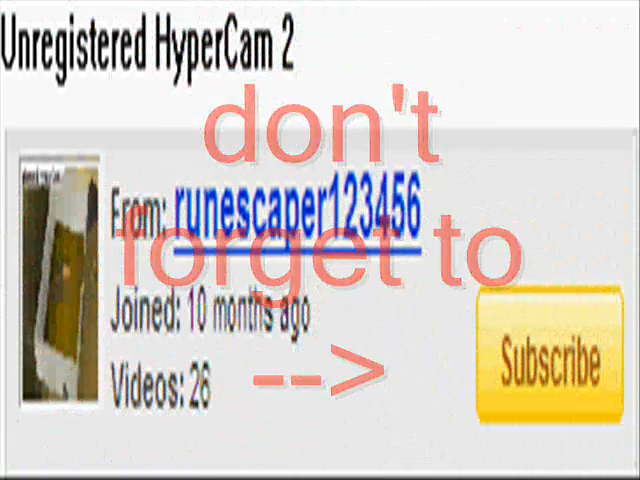 Unregistered HyperCam 2
don't
From: runescaper123456
forget to
Joined: 10 months ago
Subscribe
-->
Videos: 26